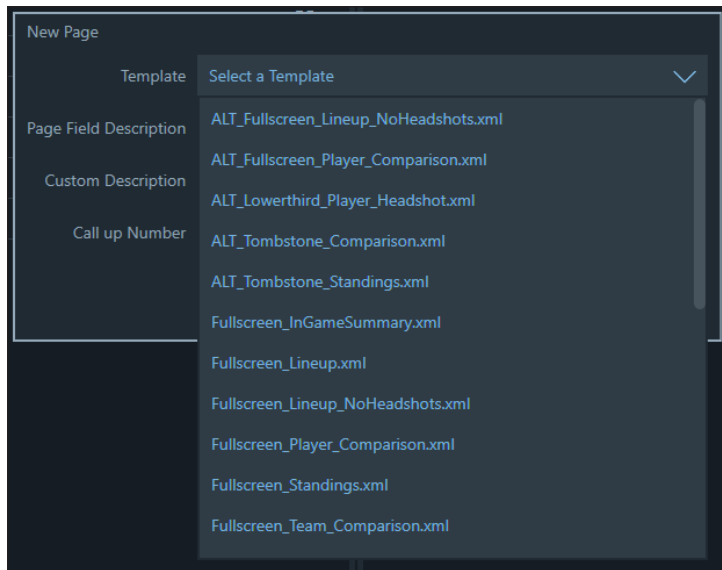 New Page
Template Select a Template
ALT_Fullscreen_Lineup_NoHeadshots.xml
Page Field Description
ALT_Fullscreen_Player_Comparison.xml
Custom Description
ALT_Lowerthird_Player_Headshot.xml
Call up Number
ALT_Tombstone_Comparison.xml
ALT_Tombstone_Standings.xml
Fullscreen_InGameSummary.xml
Fullscreen_Lineup.xml
Fullscreen_Lineup_NoHeadshots.xml
Fullscreen_Player_Comparison.xml
Fullscreen_Standings.xml
Fullscreen_Team_Comparison.xml